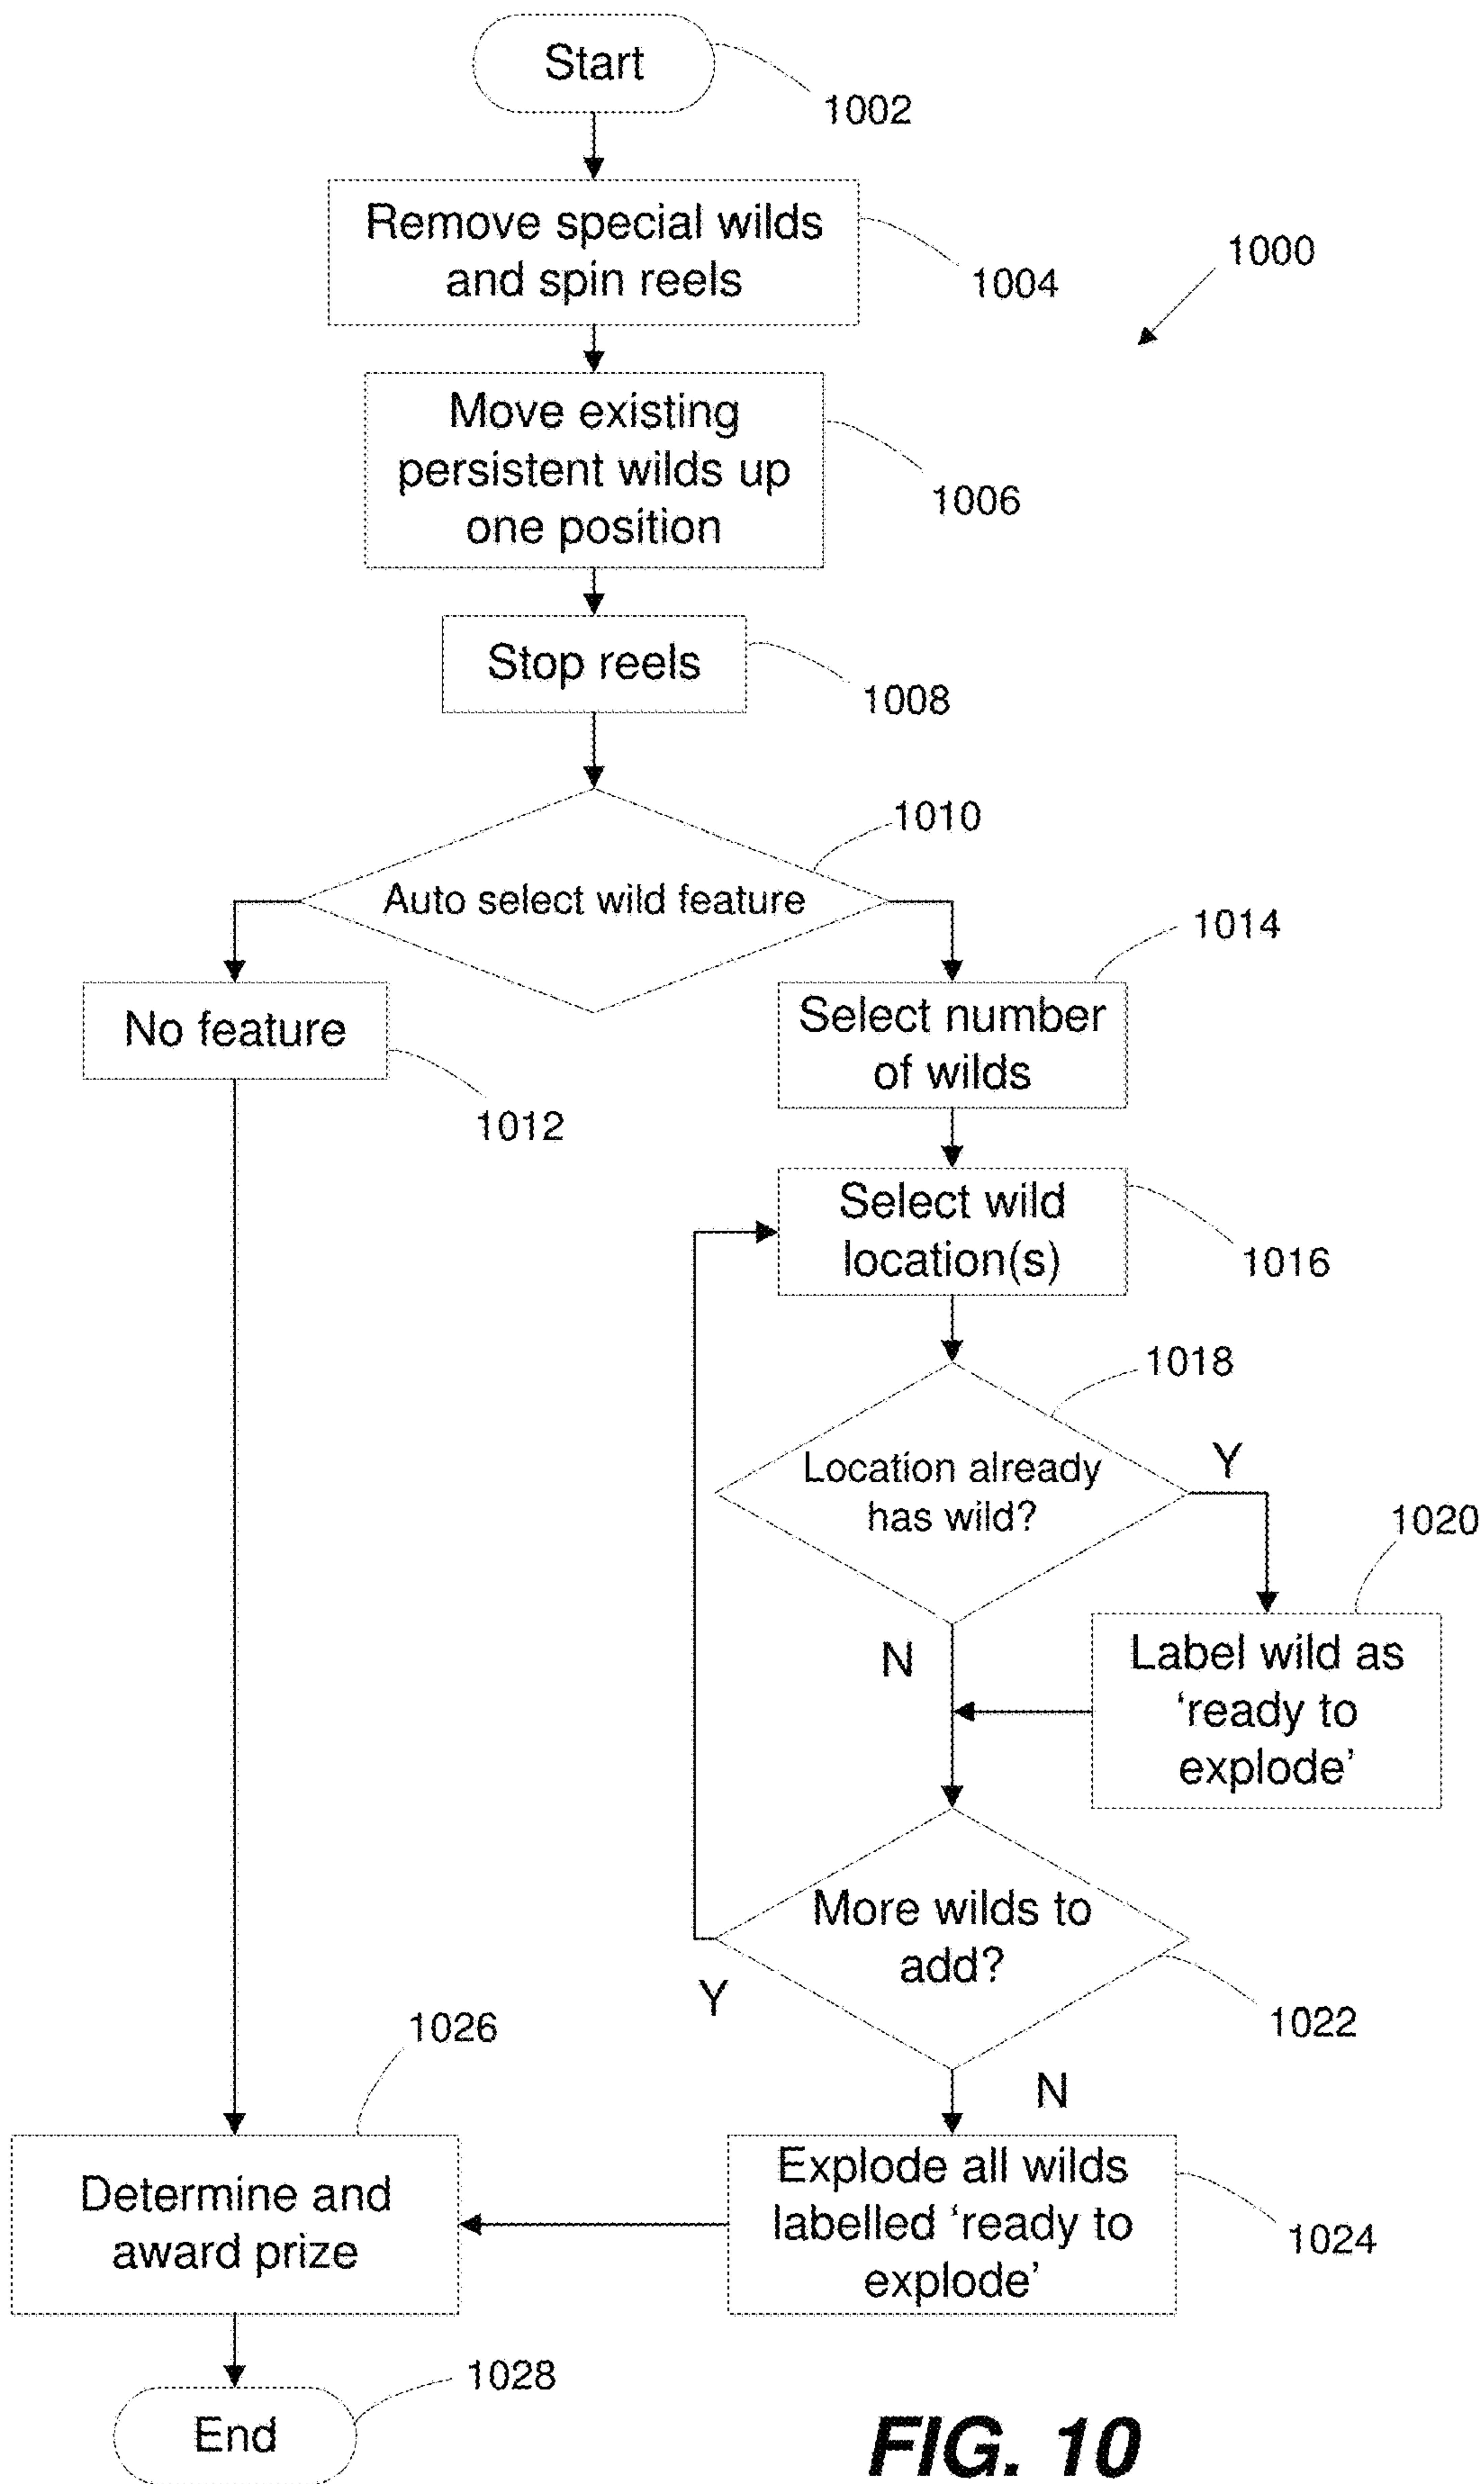 Start
1002
Remove special wilds
and spin reels
1004
1000
Move existing
persistent wilds up
one position
1006
Stop reels
1008
1010
Auto select wild feature
1014
No feature
1012
Select number
of wilds
Select wild
location(s)
1016
1018
Location already
has wild?
Y
1020
N
Label wild as
‘ready to
explode’
More wilds to
add?
Y
1022
1026
N
Determine and
award prize
Explode all wilds
labelled ‘ready to
explode’
1024
1028
End
FIG. 10